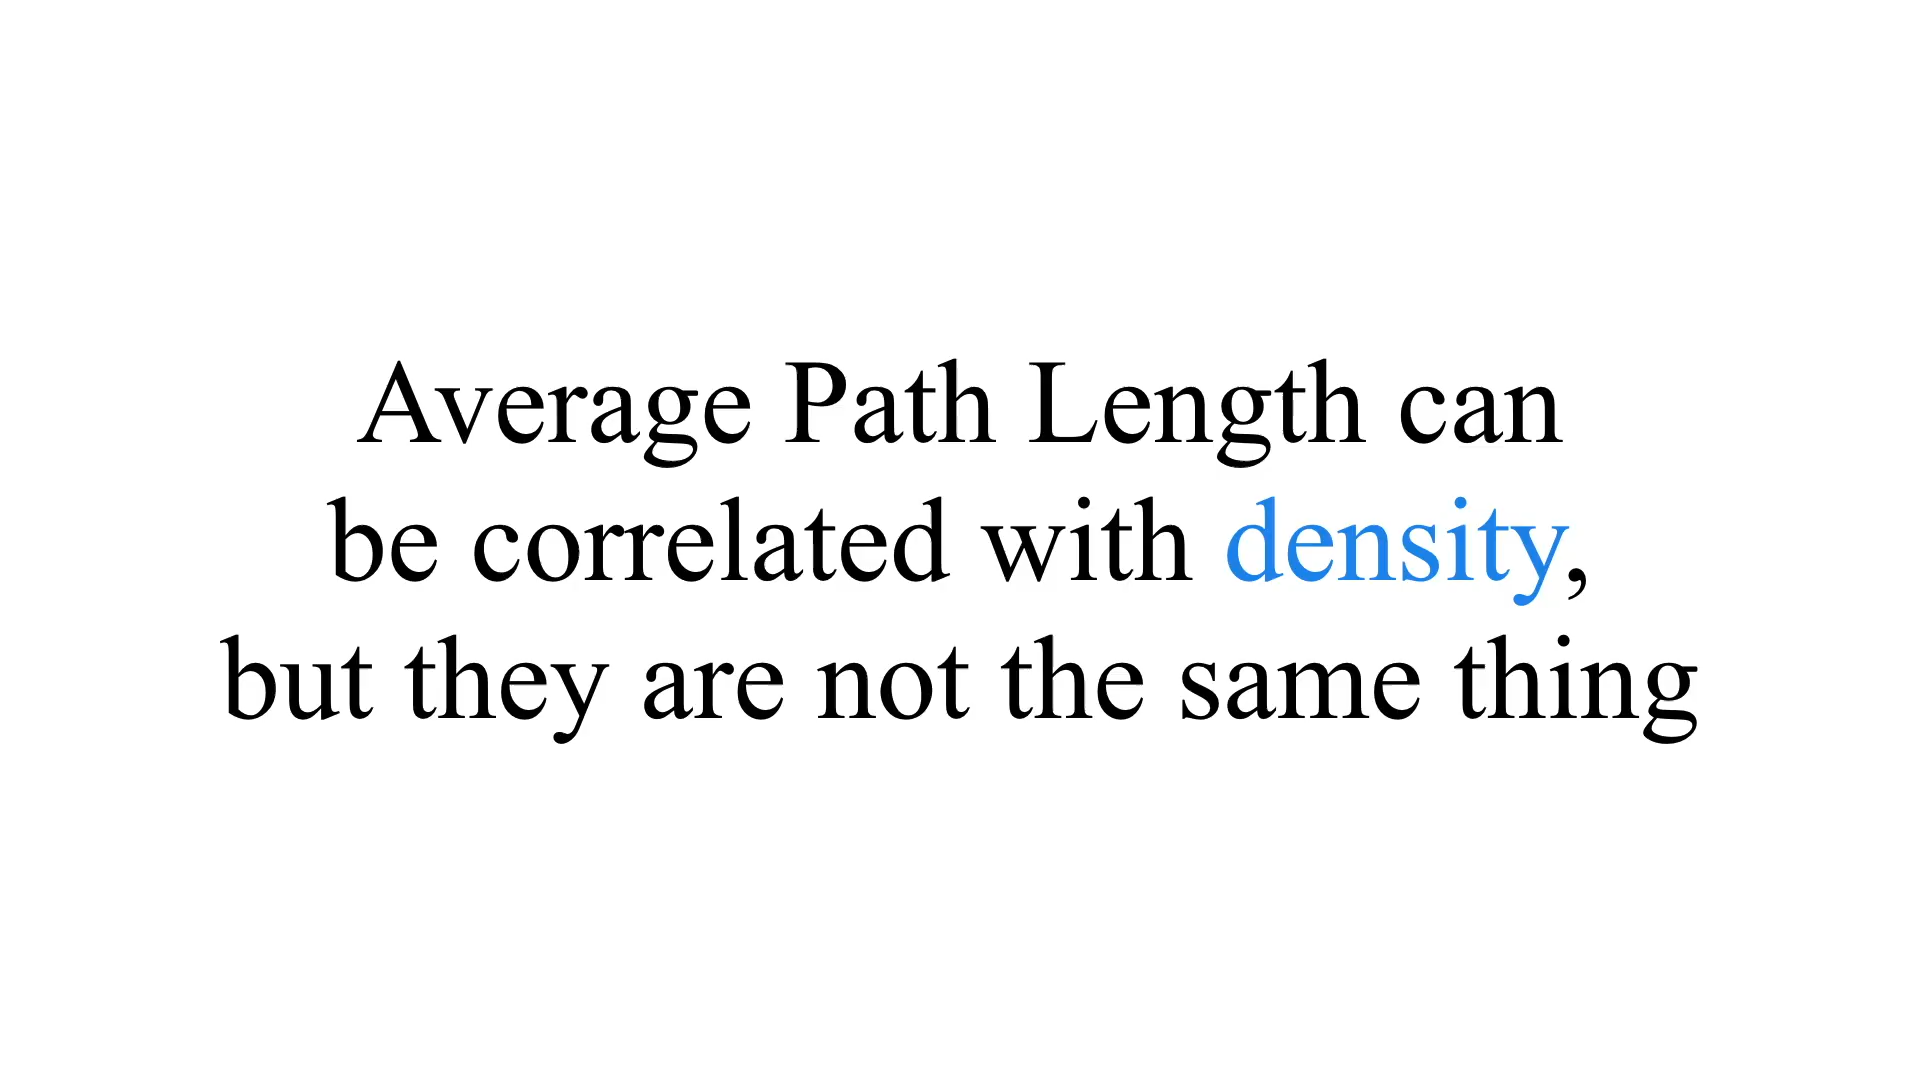 Average Path Length can
be correlated with density,
but they are not the same thing